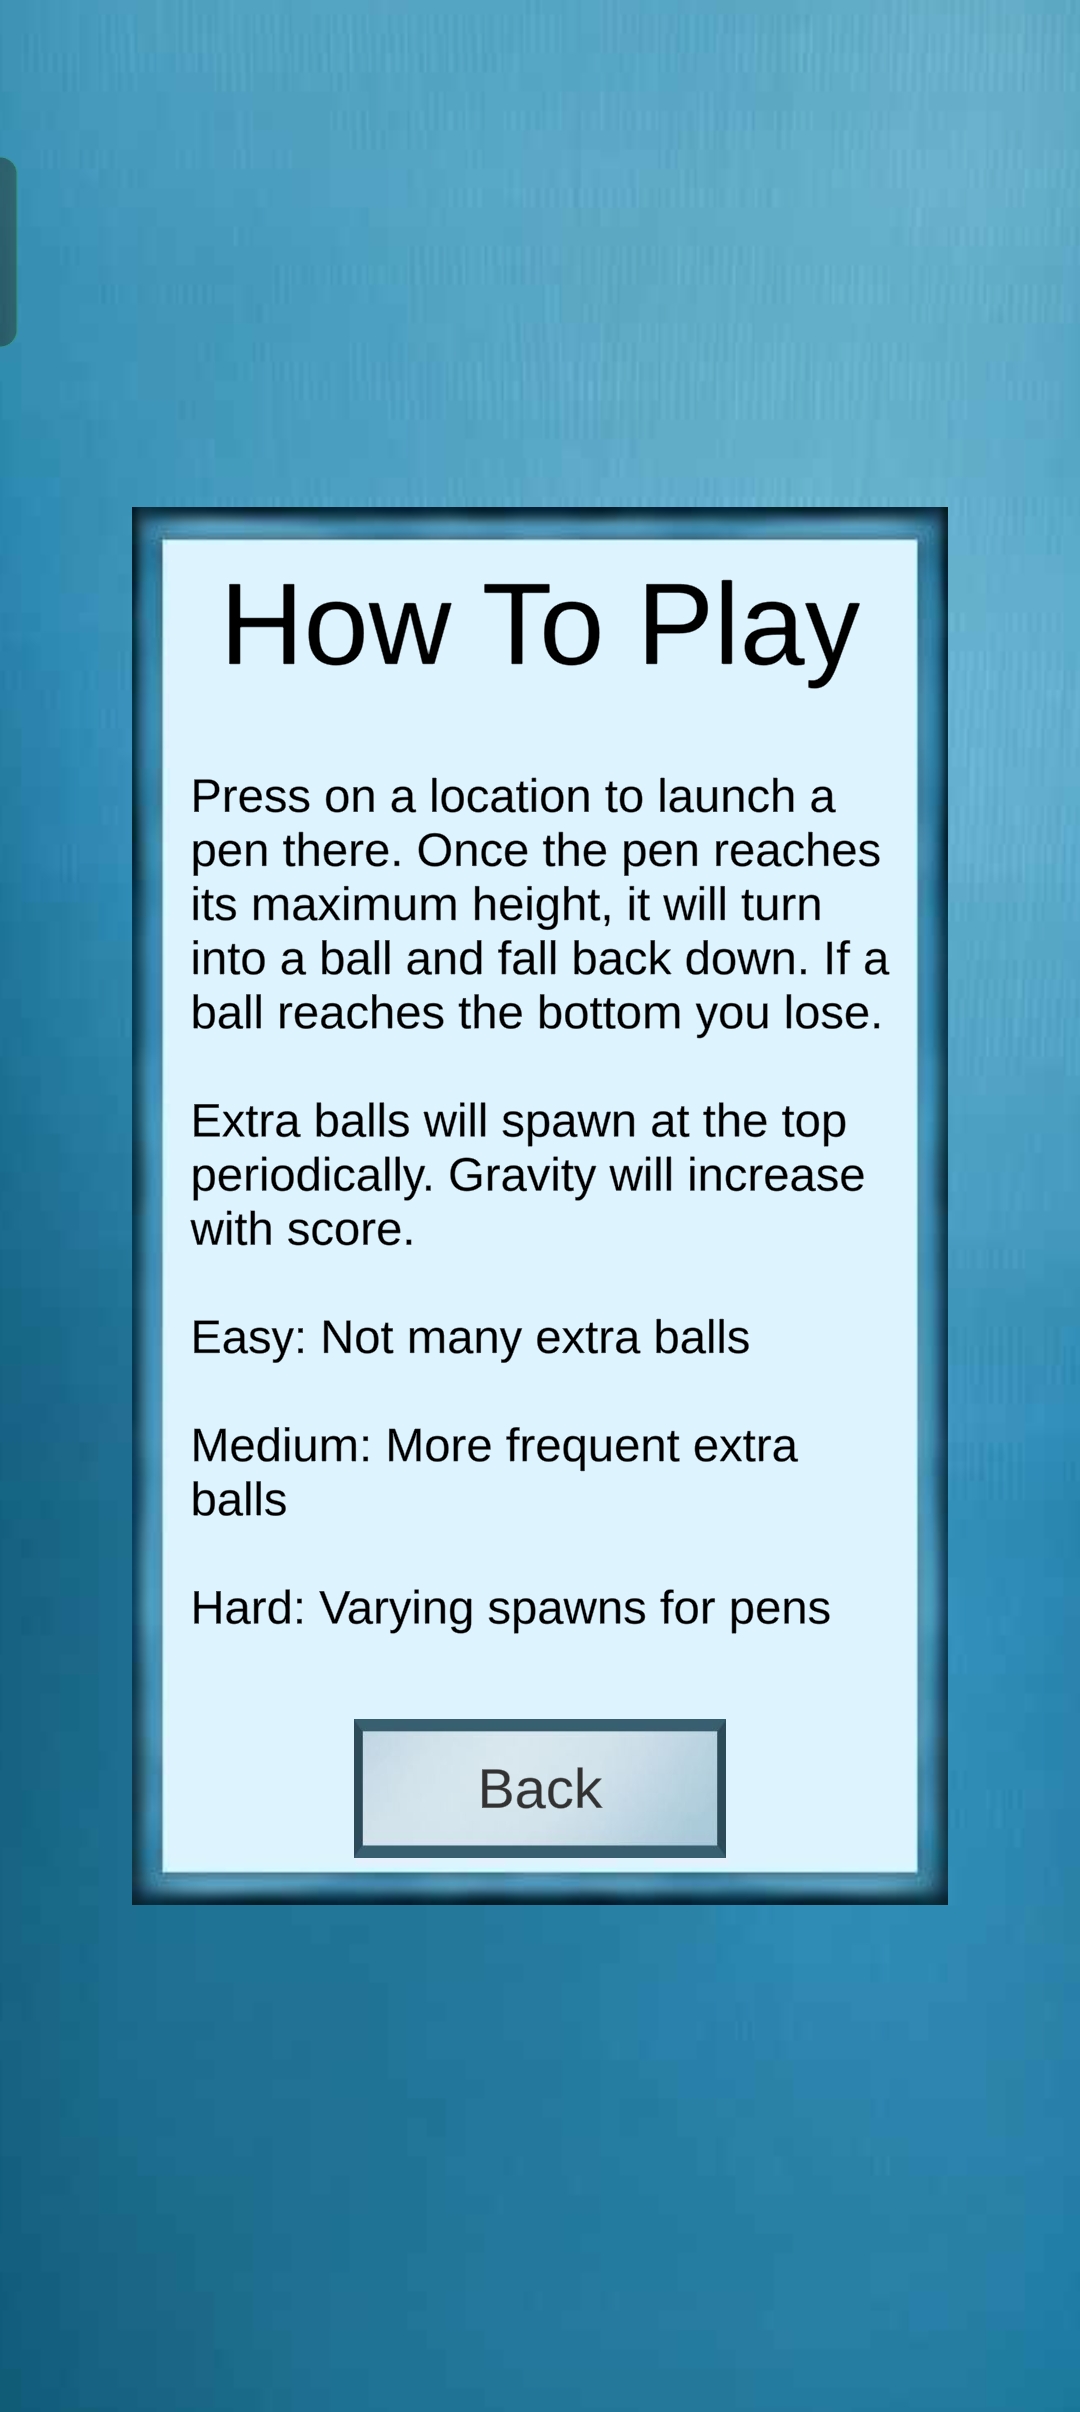 How To Play
Press on a location to launch a
pen there. Once the pen reaches
its maximum height, it will turn
into a ball and fall back down. If a
ball reaches the bottom you lose.
Extra balls will spawn at the top
periodically. Gravity will increase
with score.
Easy: Not many extra balls
Medium: More frequent extra
balls
Hard: Varying spawns for pens
Back